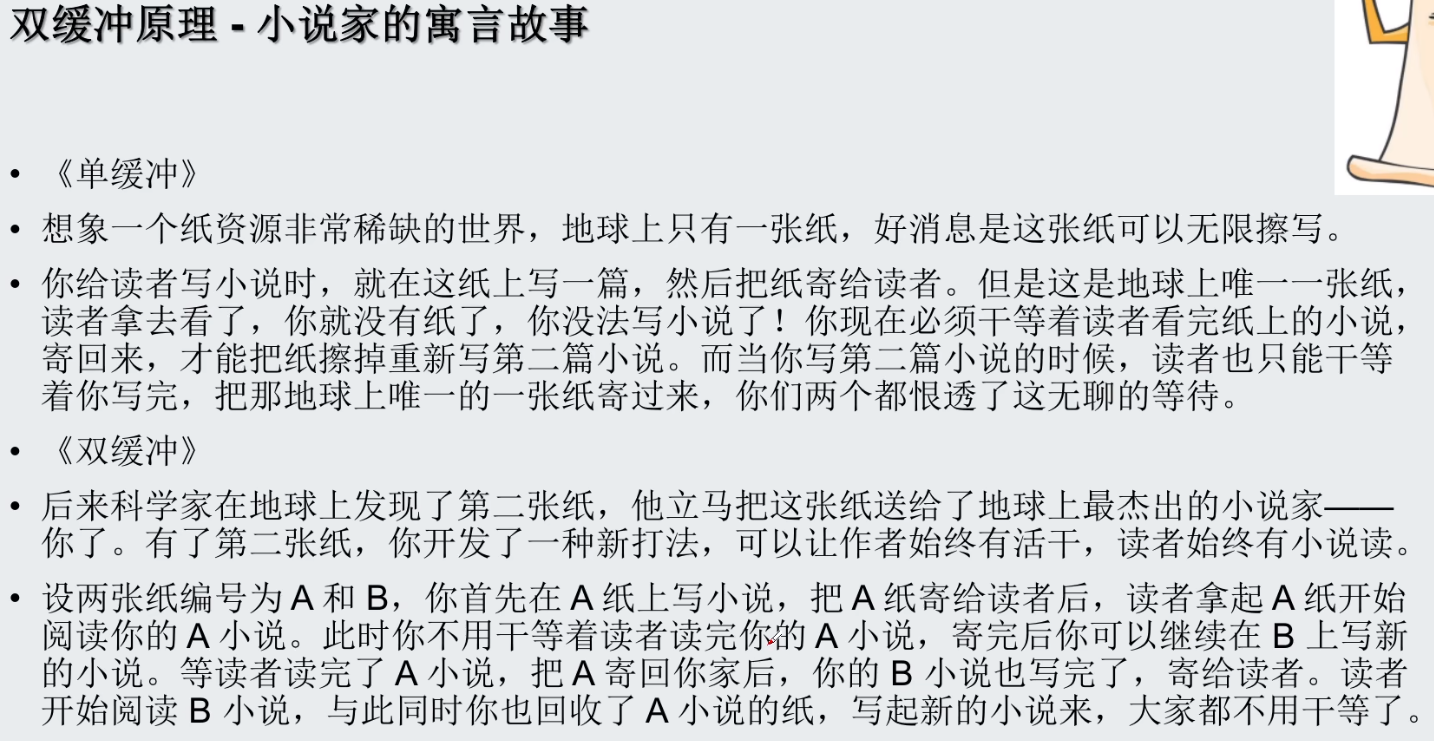 双缓冲原理 - 小说家的寓言故事
• 《单缓冲》
• 想象一个纸资源非常稀缺的世界，地球上只有一张纸，好消息是这张纸可以无限擦写。
• 你给读者写小说时，就在这纸上写一篇，然后把纸寄给读者。但是这是地球上唯一一张纸，
读者拿去看了，你就没有纸了，你没法写小说了！你现在必须干等着读者看完纸上的小说，
寄回来，才能把纸擦掉重新写第二篇小说。而当你写第二篇小说的时候，读者也只能干等
着你写完，把那地球上唯一的一张纸寄过来，你们两个都恨透了这无聊的等待。
• 《双缓冲》
• 后来科学家在地球上发现了第二张纸，他立马把这张纸送给了地球上最杰出的小说家——
你了。有了第二张纸，你开发了一种新打法，可以让作者始终有活干，读者始终有小说读。
• 设两张纸编号为 A 和 B，你首先在 A 纸上写小说，把 A 纸寄给读者后，读者拿起 A 纸开始
阅读你的 A 小说。此时你不用干等着读者读完你的 A 小说，寄完后你可以继续在 B 上写新
的小说。等读者读完了 A 小说，把 A 寄回你家后，你的 B 小说也写完了，寄给读者。读者
开始阅读 B 小说，与此同时你也回收了 A 小说的纸，写起新的小说来，大家都不用干等了。